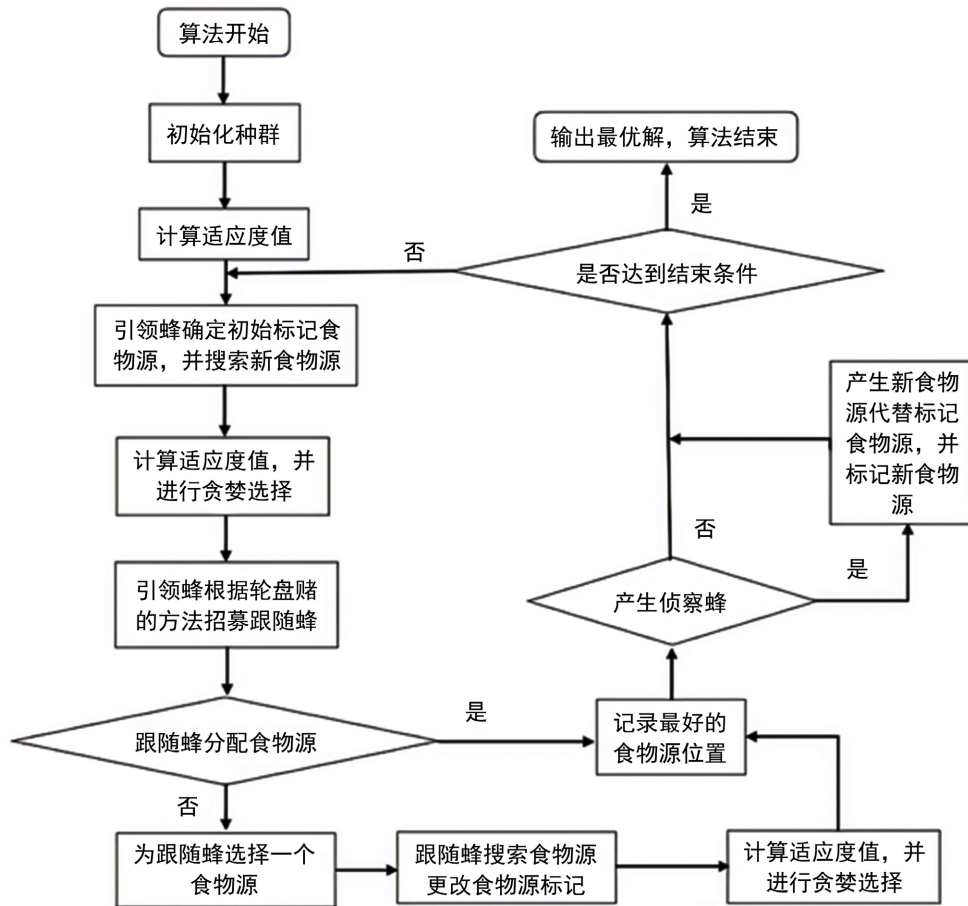 算法开始
初始化种群
计算适应度值
引领蜂确定初始标记食
物源，并搜索新食物源
计算适应度值，并
进行贪婪选择
引领蜂根据轮盘赌
的方法招募跟随蜂
跟随蜂分配食物源
是
否
为跟随蜂选择一个
食物源
跟随蜂搜索食物源
更改食物源标记
计算适应度值，并
进行贪婪选择
记录最好的
食物源位置
产生侦察蜂
是
否
产生新食物
源代替标记
食物源，并
标记新食物
源
是否达到结束条件
否
是
输出最优解，算法结束